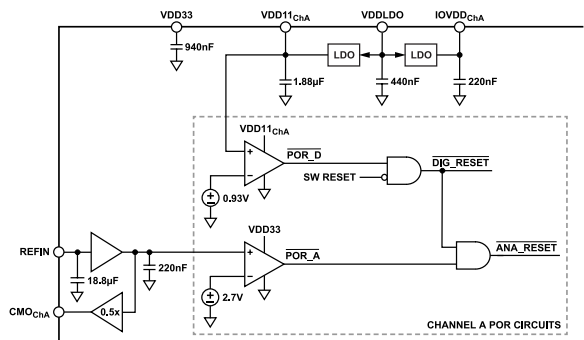 VDD33
VDD11ChA
VDDLDO
IOVDDChA
940nF
LDO
LDO
1.88µF
440nF
220nF
VDD11ChA
+
−
POR_D
SW RESET
DIG_RESET
0.93V
VDD33
REFIN
+
−
POR_A
ANA_RESET
18.8µF
220nF
2.7V
CMOChA
0.5x
CHANNEL A POR CIRCUITS